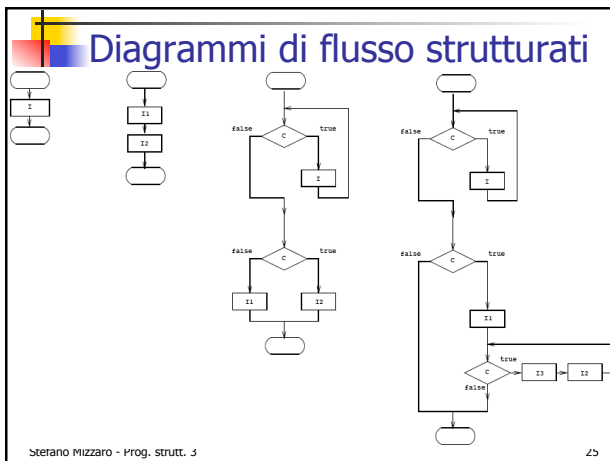 Diagrammi di flusso strutturati
I
I1
I2
false
true
C
I
false
true
C
I1
I2
false
true
C
I
false
true
C
I1
true
C
I3
I2
false
Stefano Mizzaro - Prog. strutt. 3
25